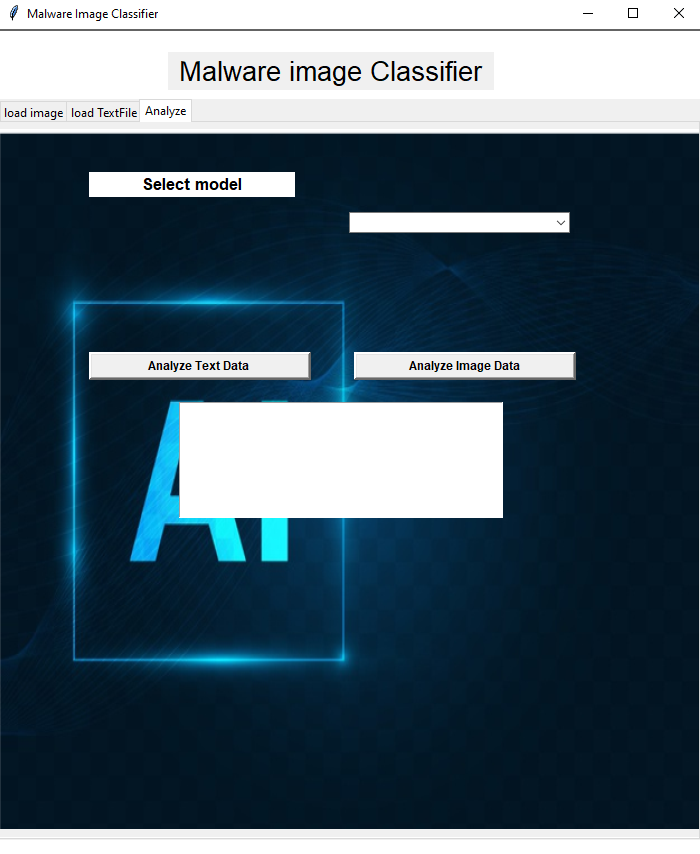 Malware Image Classifier
Malware image Classifier
load image load TextFile Analyze
Select model
Analyze Text Data Analyze Image Data
AI